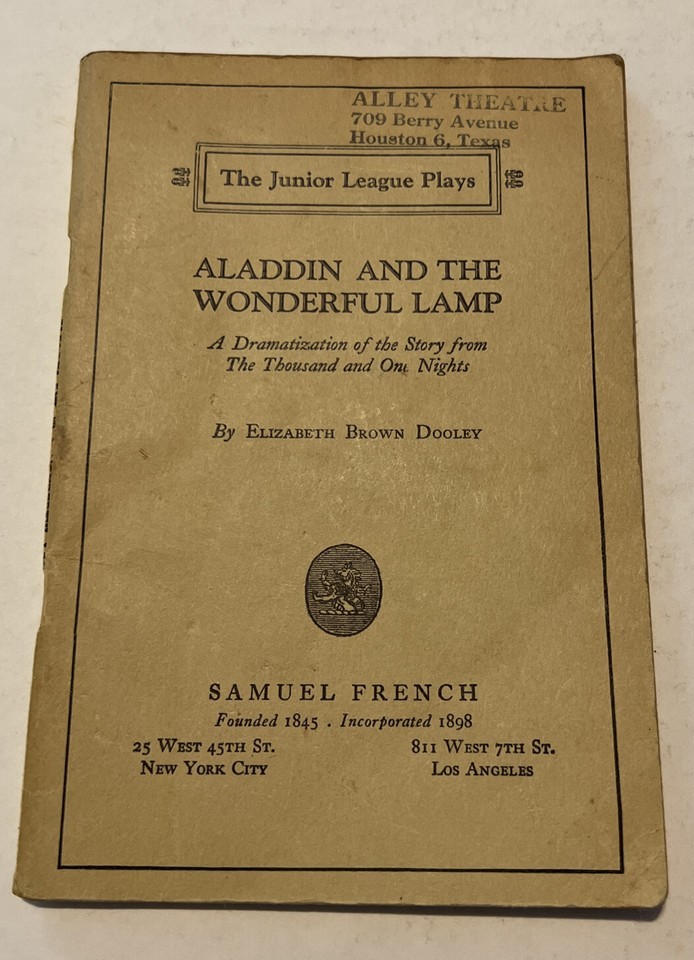 ALLEY THEATRE
709 Berry Avenue
Houston 6, Texas
The Junior League Plays
ALADDIN AND THE
WONDERFUL LAMP
A Dramatization of the Story from
The Thousand and One Nights
By ELIZABETH BROWN DOOLEY
SAMUEL FRENCH
Founded 1845 . Incorporated 1898
25 WEST 45TH ST.
NEW YORK CITY
811 WEST 7TH ST.
LOS ANGELES